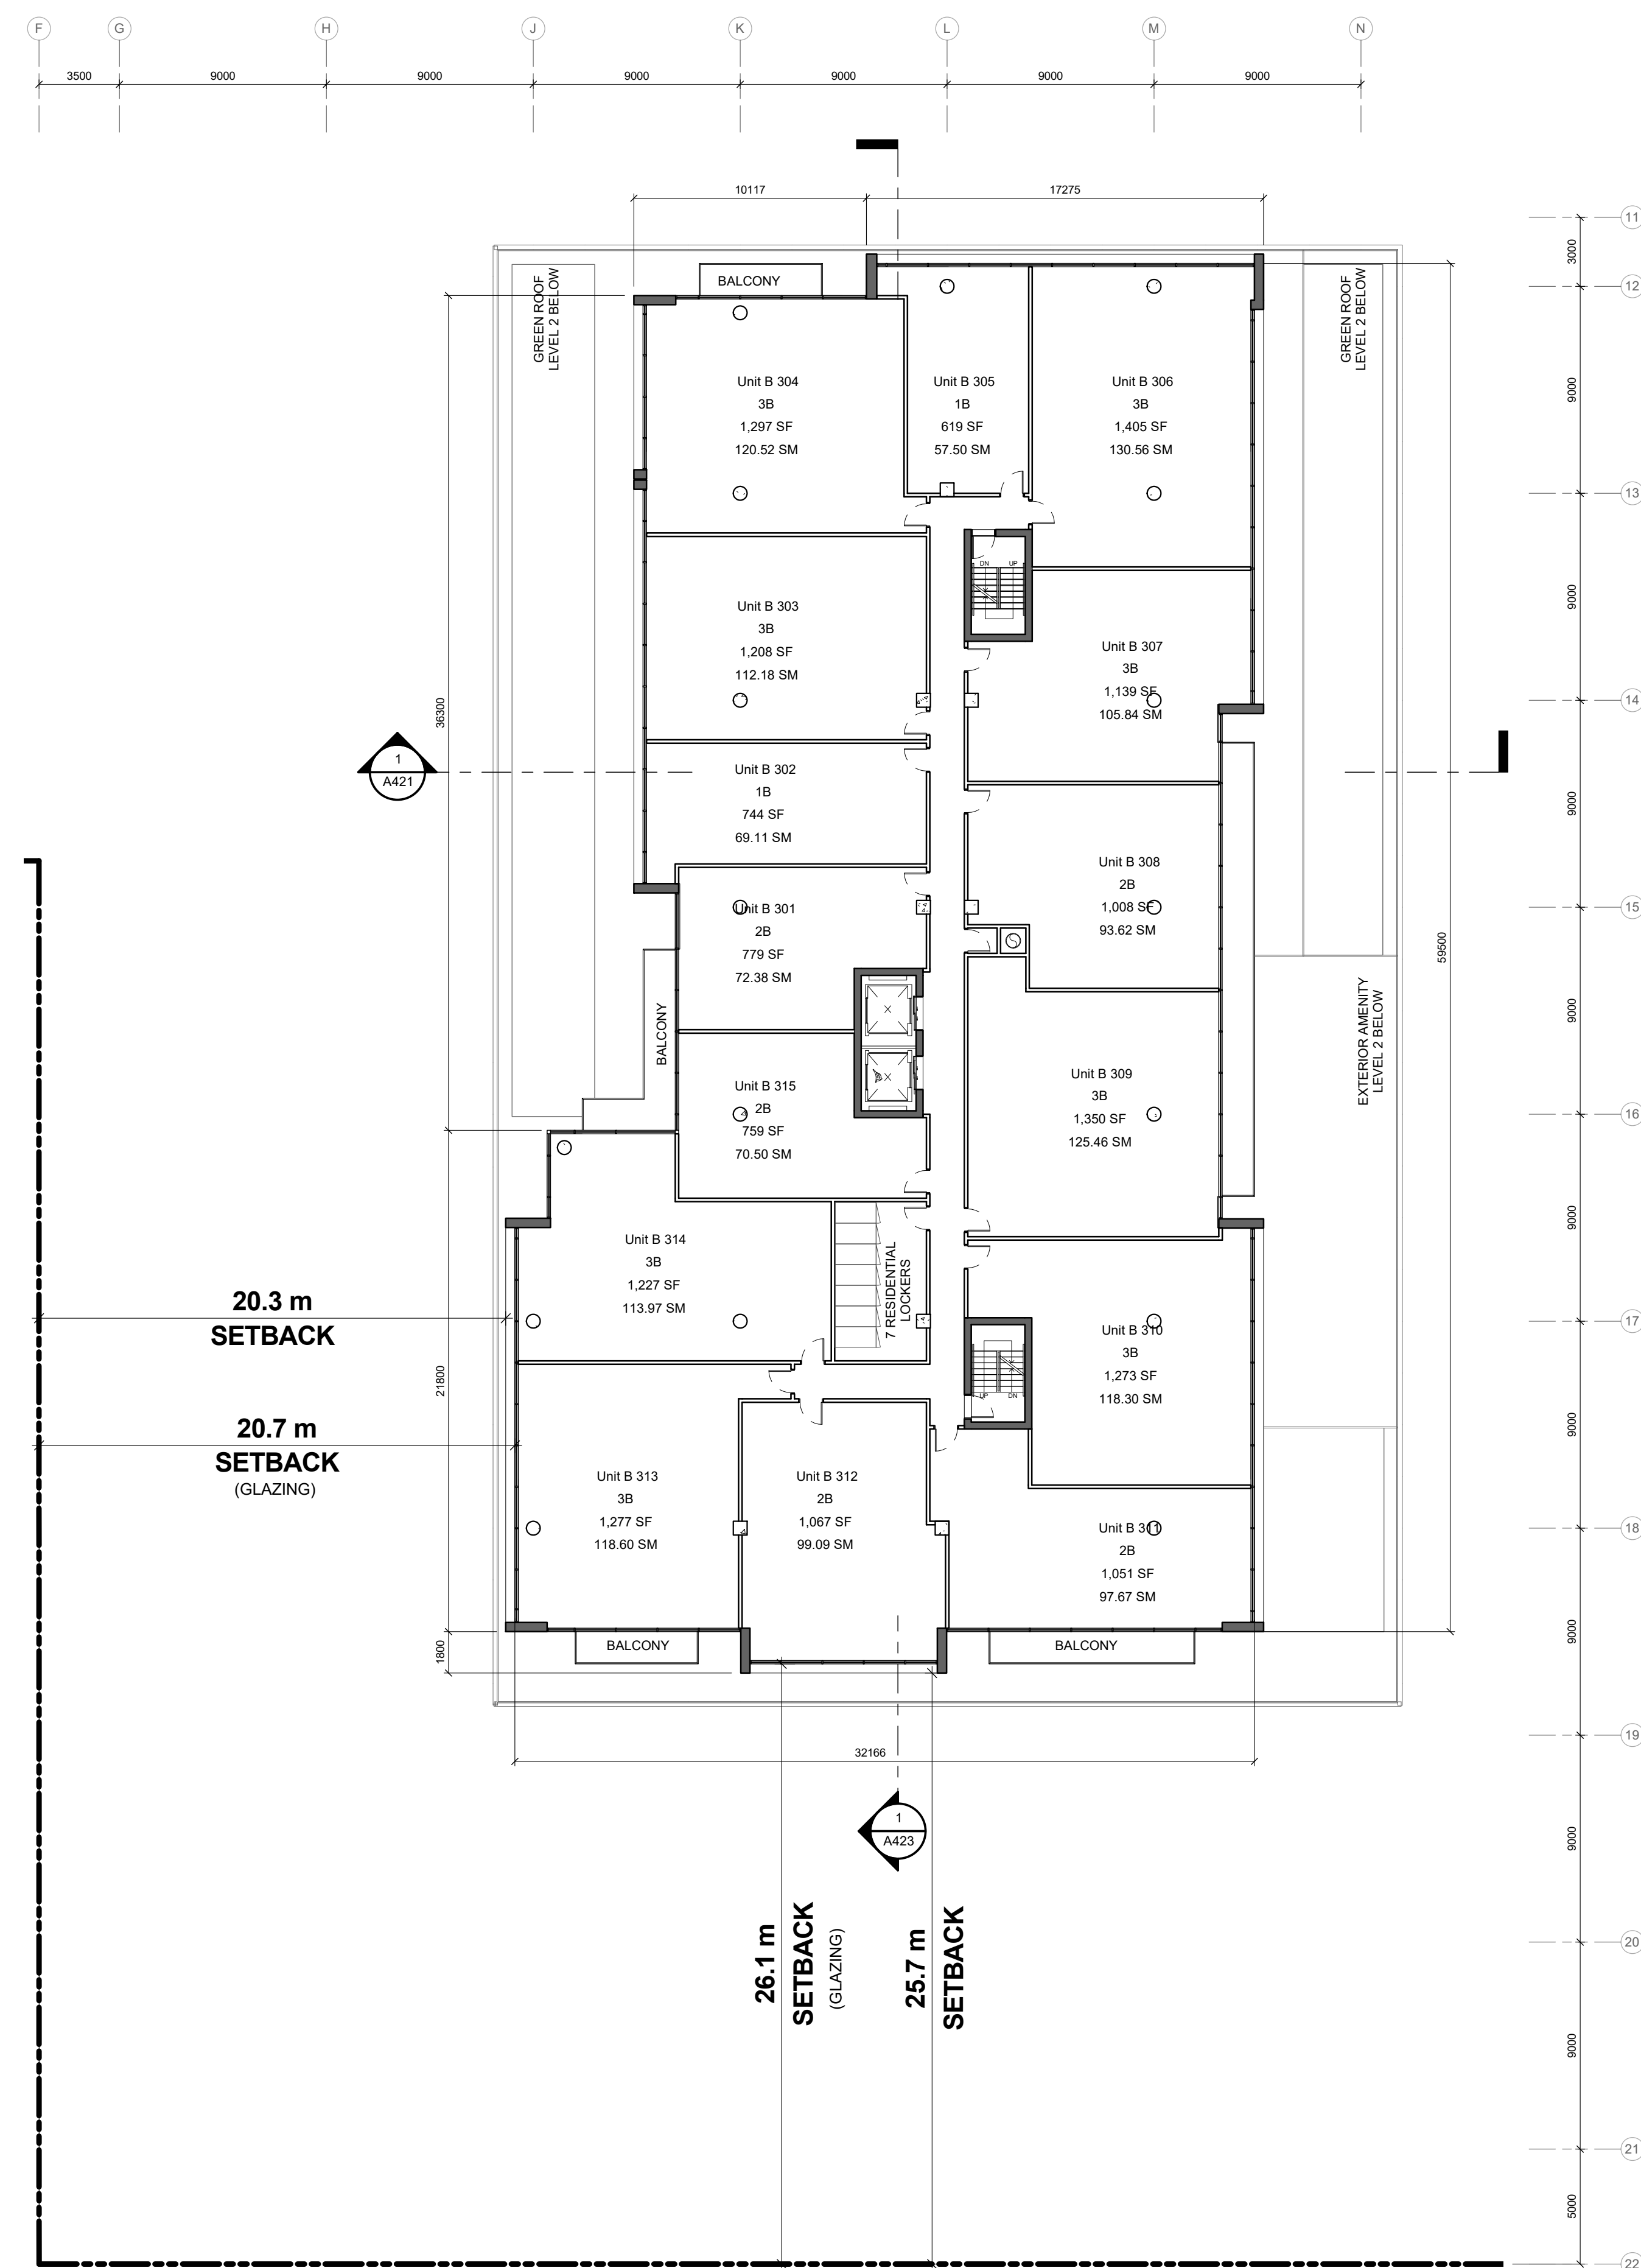 F
G
H
J
K
L
M
N
3500
9000
9000
9000
9000
9000
9000
10117
17275
11
3000
12
9000
13
9000
14
9000
15
9000
16
9000
17
9000
18
9000
19
9000
20
9000
21
5000
22
GREEN ROOF
LEVEL 2 BELOW
BALCONY
GREEN ROOF
LEVEL 2 BELOW
Unit B 304
3B
1,297 SF
120.52 SM
Unit B 305
1B
619 SF
57.50 SM
Unit B 306
3B
1,405 SF
130.56 SM
DN
UP
Unit B 303
3B
1,208 SF
112.18 SM
Unit B 307
3B
1,139 SF
105.84 SM
36300
1
A421
Unit B 302
1B
744 SF
69.11 SM
Unit B 308
2B
1,008 SF
93.62 SM
Unit B 301
2B
779 SF
72.38 SM
59500
BALCONY
EXTERIOR AMENITY
LEVEL 2 BELOW
Unit B 315
2B
759 SF
70.50 SM
Unit B 309
3B
1,350 SF
125.46 SM
Unit B 314
3B
1,227 SF
113.97 SM
7 RESIDENTIAL
LOCKERS
20.3 m
SETBACK
Unit B 310
3B
1,273 SF
118.30 SM
UP
DN
21800
20.7 m
SETBACK
(GLAZING)
Unit B 313
3B
1,277 SF
118.60 SM
Unit B 312
2B
1,067 SF
99.09 SM
Unit B 311
2B
1,051 SF
97.67 SM
1800
BALCONY
BALCONY
32166
1
A423
26.1 m
SETBACK
(GLAZING)
25.7 m
SETBACK